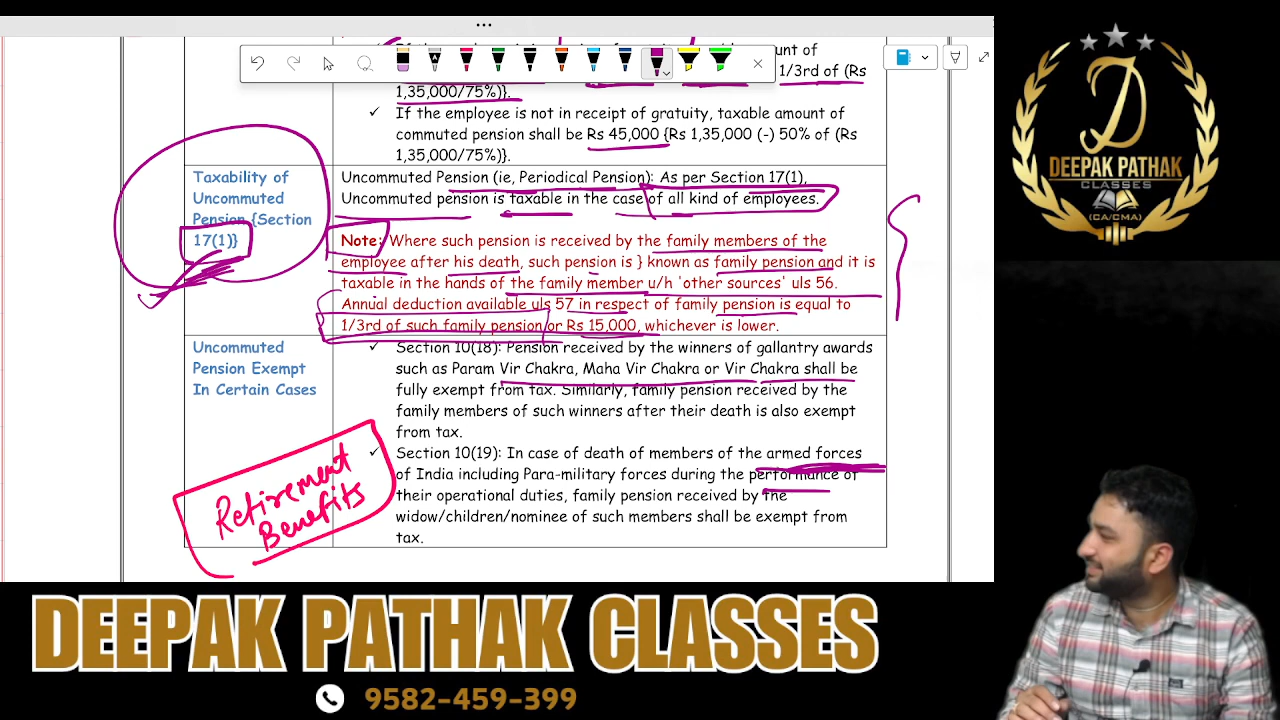 ount of
1/3rd of (Rs
1,35,000/75%)}.
✓ If the employee is not in receipt of gratuity, taxable amount of
commuted pension shall be Rs 45,000 {Rs 1,35,000 (-) 50% of (Rs
1,35,000/75%)}.
Taxability of
Uncommuted
Pension {Section
17(1)}
Uncommuted Pension (ie, Periodical Pension): As per Section 17(1),
Uncommuted pension is taxable in the case of all kind of employees.
Note: Where such pension is received by the family members of the
employee after his death, such pension is } known as family pension and it is
taxable in the hands of the family member u/h 'other sources' uls 56.
Annual deduction available uls 57 in respect of family pension is equal to
1/3rd of such family pension or Rs 15,000, whichever is lower.
Uncommuted
Pension Exempt
In Certain Cases
✓ Section 10(18): Pension received by the winners of gallantry awards
such as Param Vir Chakra, Maha Vir Chakra or Vir Chakra shall be
fully exempt from tax. Similarly, family pension received by the
family members of such winners after their death is also exempt
from tax.
✓ Section 10(19): In case of death of members of the armed forces
of India including Para-military forces during the performance of
their operational duties, family pension received by the
widow/children/nominee of such members shall be exempt from
tax.
Retirement
Benefits
D
DEEPAK PATHAK
CLASSES
(CA/CMA)
DEEPAK PATHAK CLASSES
9582-459-399